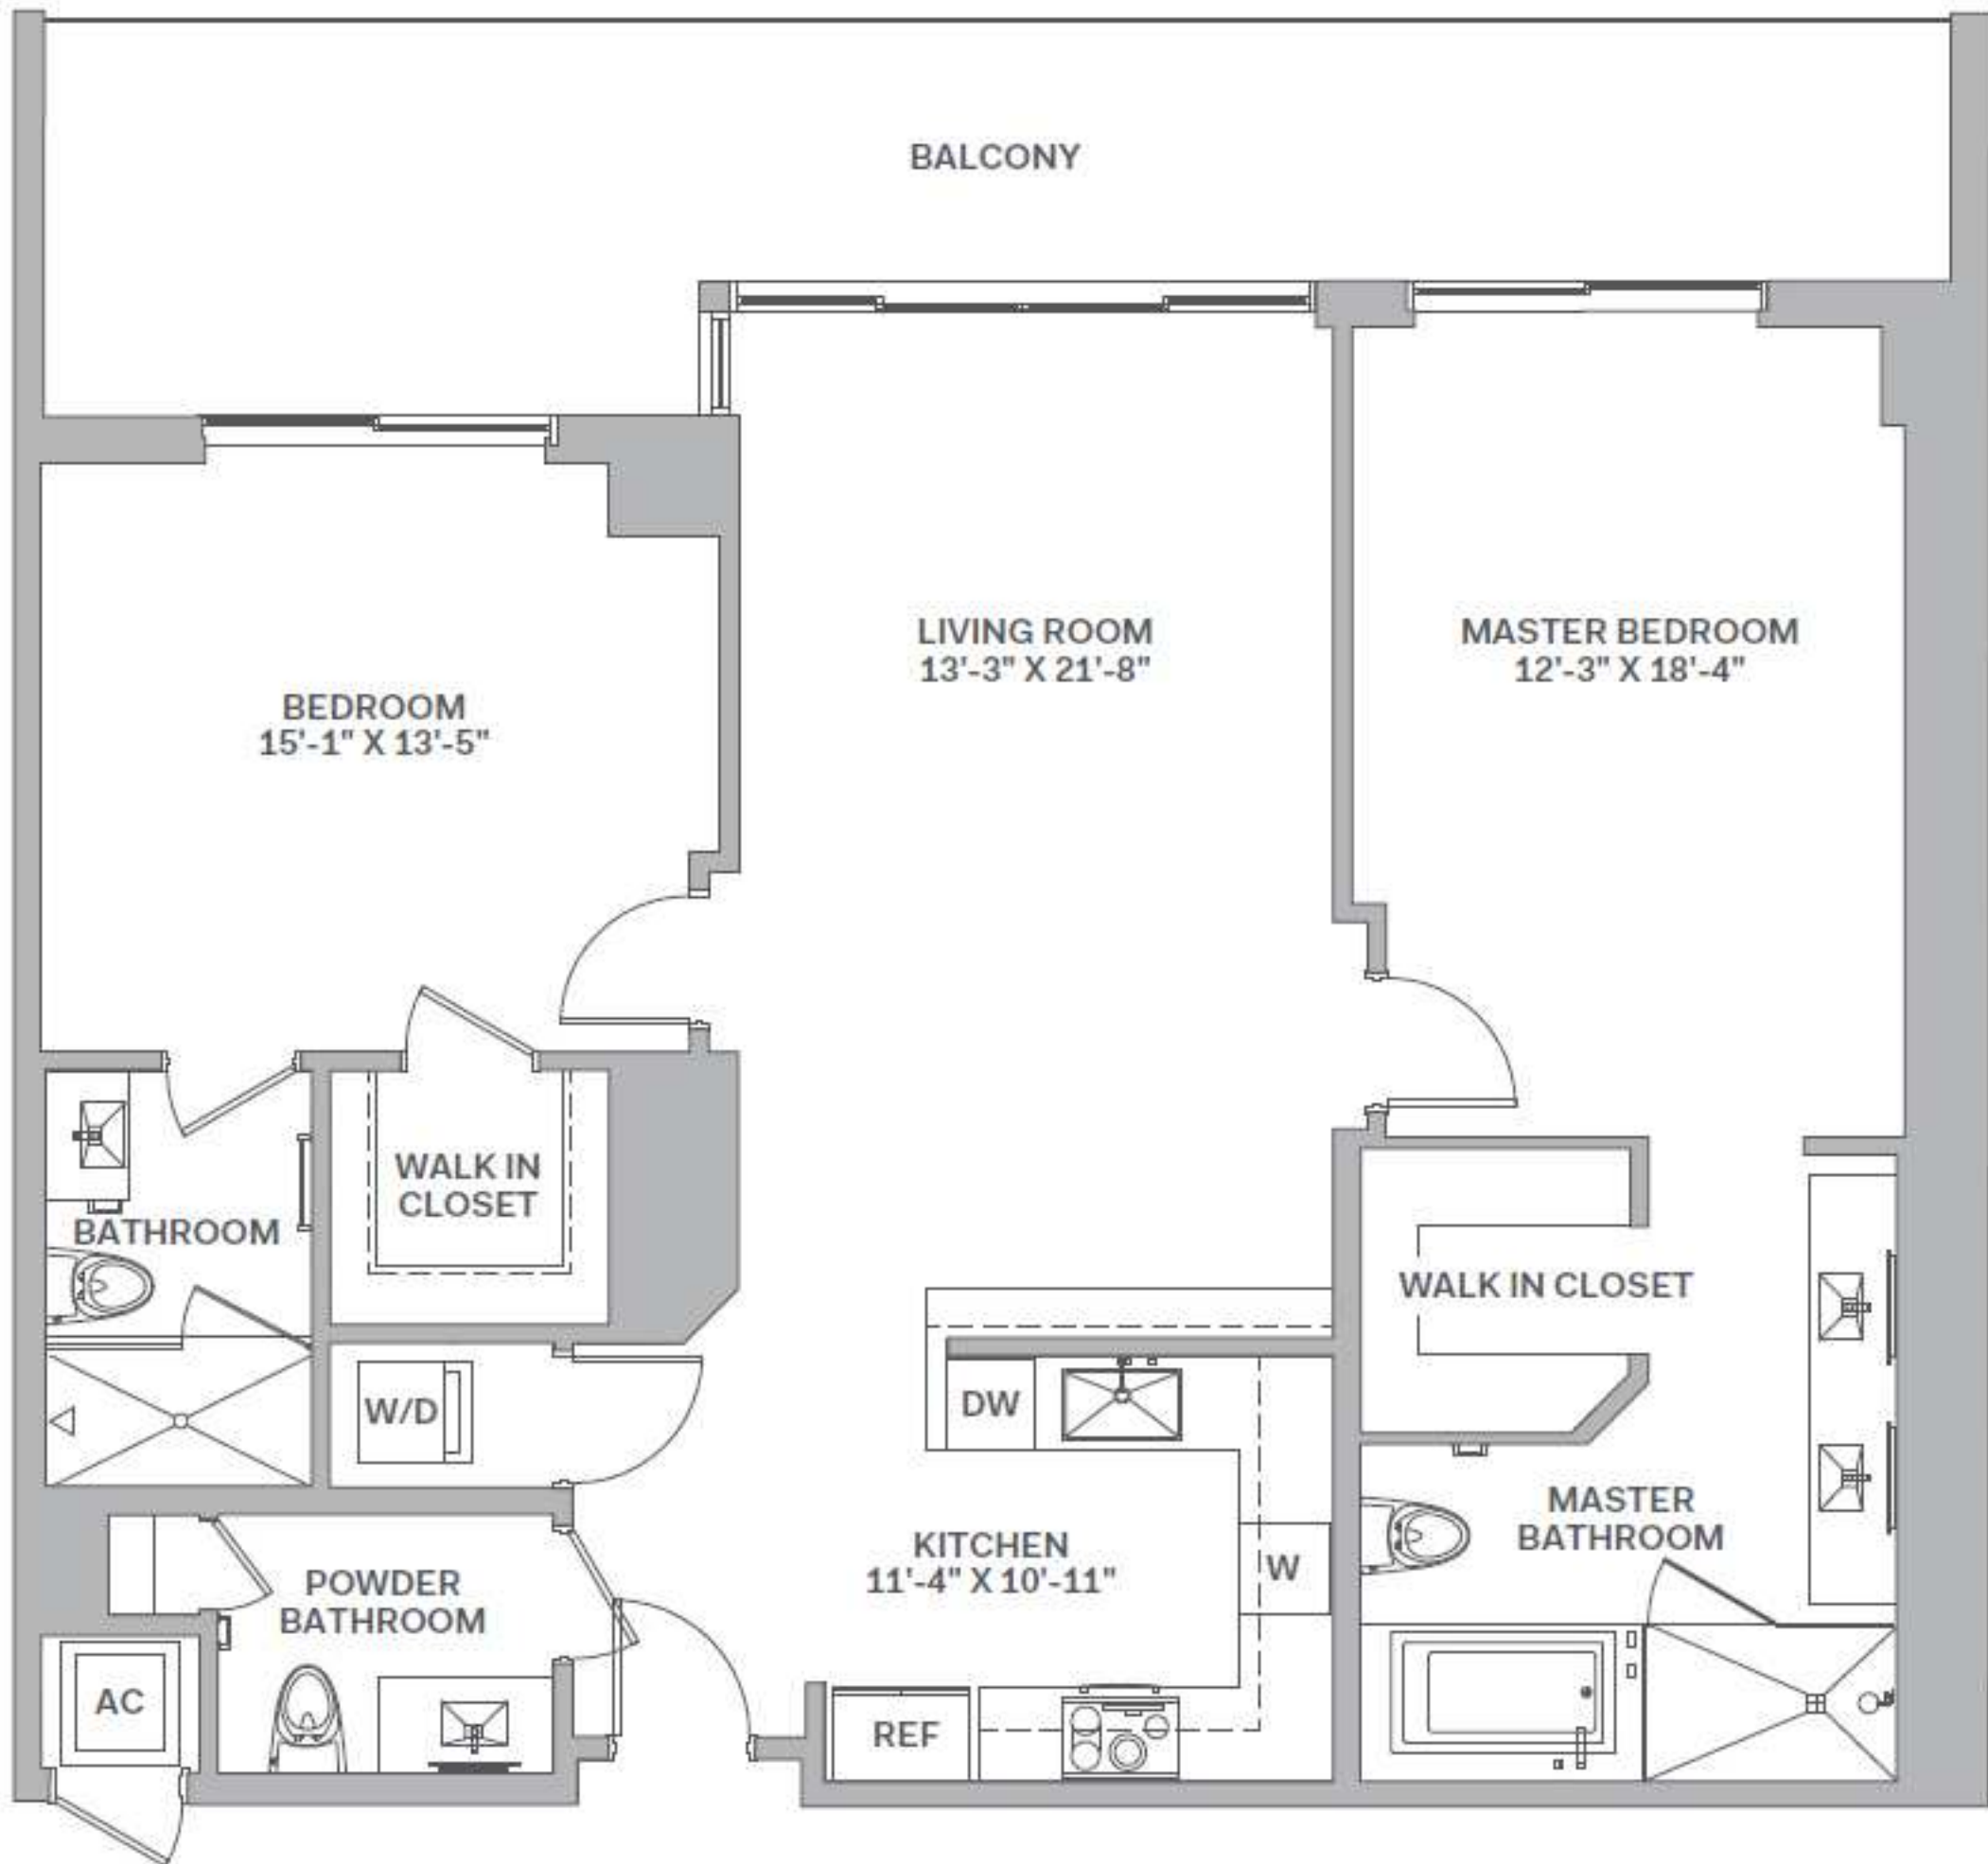 BALCONY
LIVING ROOM
13'-3" X 21'-8"
MASTER BEDROOM
12'-3" X 18'-4"
BEDROOM
15'-1" X 13'-5"
WALK IN
CLOSET
BATHROOM
WALK IN CLOSET
W/D
DW
MASTER
BATHROOM
KITCHEN
11'-4" X 10'-11"
W
POWDER
BATHROOM
AC
REF